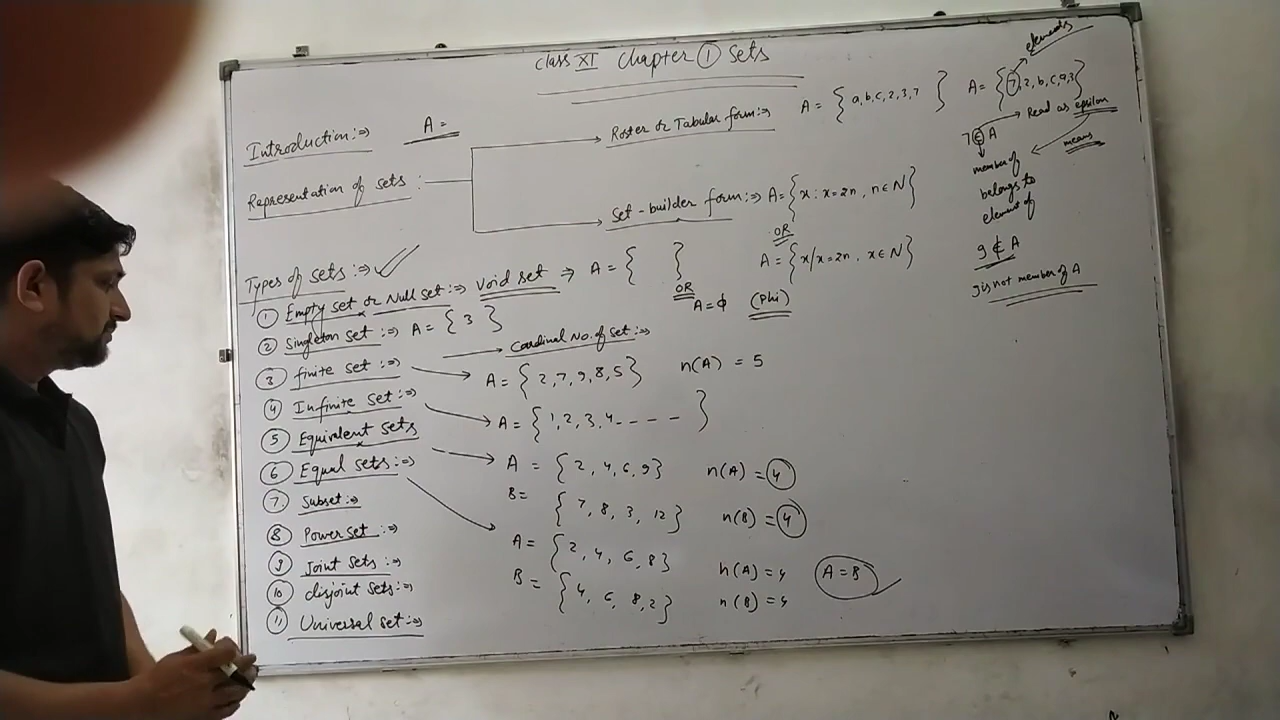 Class XI Chapter ① Sets
Introduction:⇒ A =
Representation of sets :
Roster or Tabular form:⇒ A = { a, b, c, 2, 3, 7 }
Set-builder form:⇒ A = { x : x = 2n , n ∈ N }
OR
A = { x / x = 2n , x ∈ N }
A = { 7, 2, b, c, 9, 3 }
elements
Read as epsilon
7 ∈ A
means
member of
belongs to
element of
9 ∉ A
9 is not member of A
Types of sets:⇒
① Empty set or Null set:⇒ Void set ⇒ A = { }
OR
A = ϕ (Phi)
② Singleton set:⇒ A = { 3 }
Cardinal No. of set:⇒
③ finite set:⇒ A = { 2, 7, 9, 8, 5 } n(A) = 5
④ Infinite set:⇒ A = { 1, 2, 3, 4 - - - - }
⑤ Equivalent sets A = { 2, 4, 6, 9 } n(A) = 4
B = { 7, 8, 3, 12 } n(B) = 4
⑥ Equal sets:⇒ A = { 2, 4, 6, 8 } n(A) = 4
B = { 4, 6, 8, 2 } n(B) = 4
A = B
⑦ Subset:⇒
⑧ Power set:⇒
⑨ Joint sets:⇒
⑩ disjoint sets:⇒
⑪ Universal set:⇒